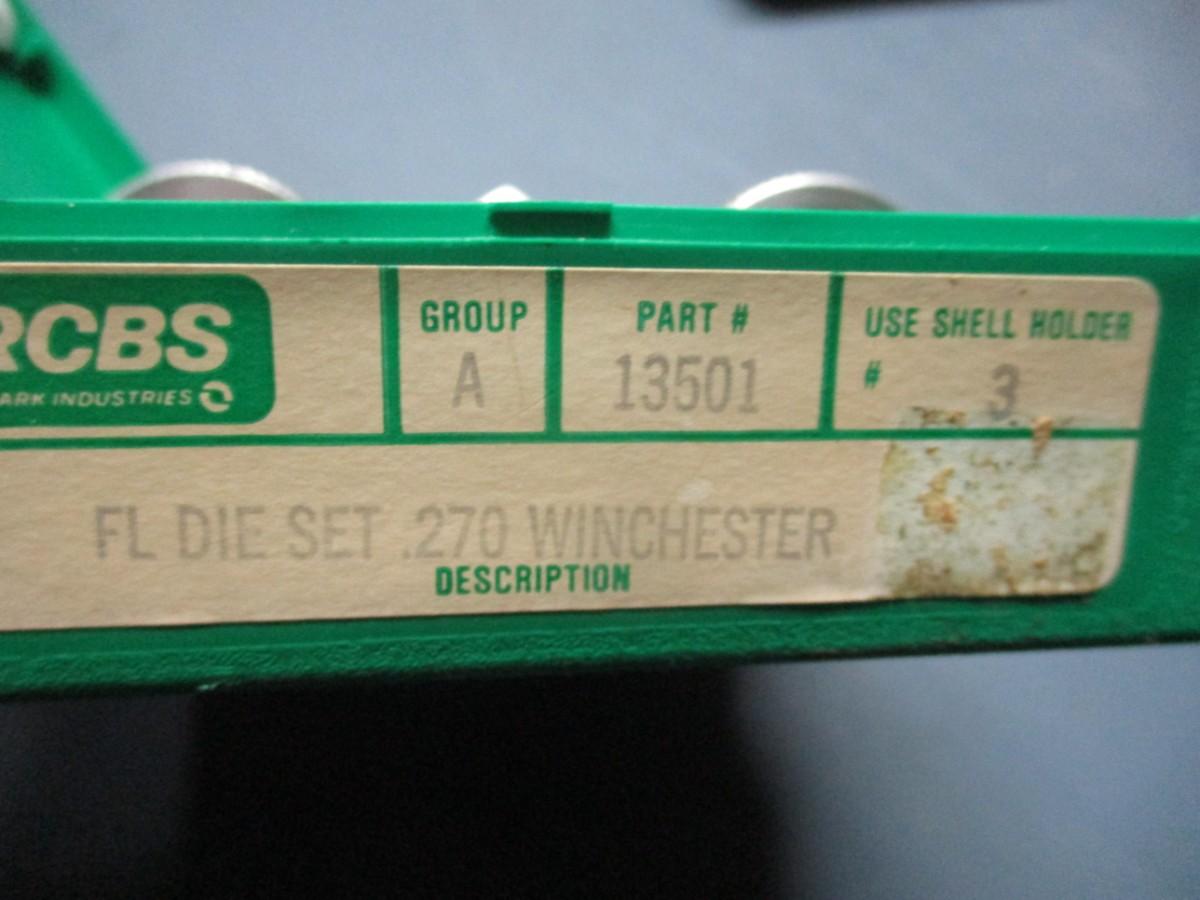 RCBS
ARK INDUSTRIES
GROUP
A
PART #
13501
USE SHELL HOLDER
# 3
FL DIE SET .270 WINCHESTER
DESCRIPTION